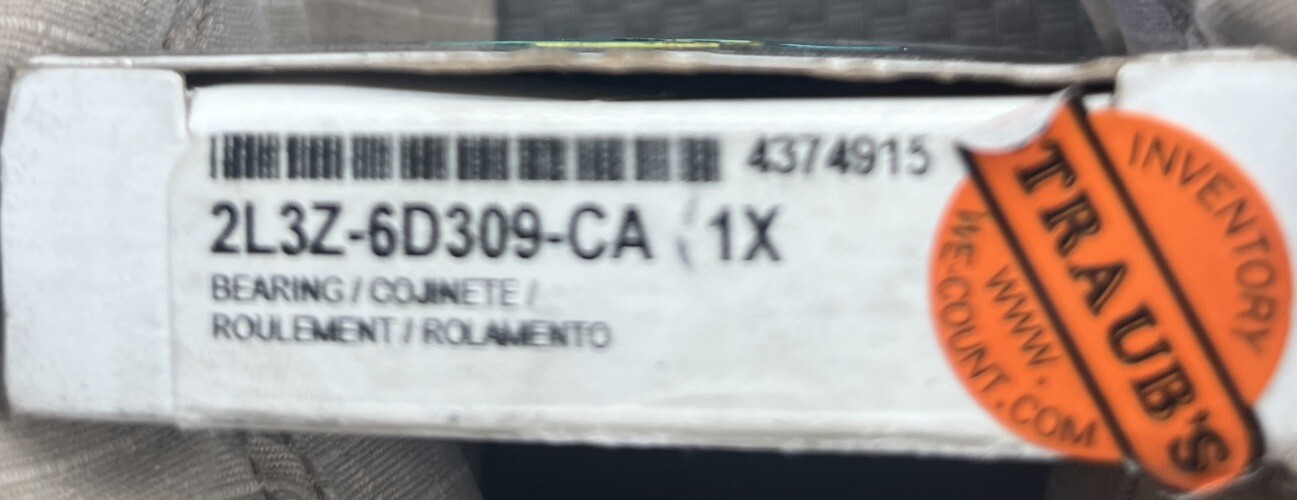 4374915
2L3Z-6D309-CA 1X
BEARING / COJINETE /
ROULEMENT / ROLAMENTO
TRAUB'S
INVENTORY
WWW.
WE-COUNT.COM